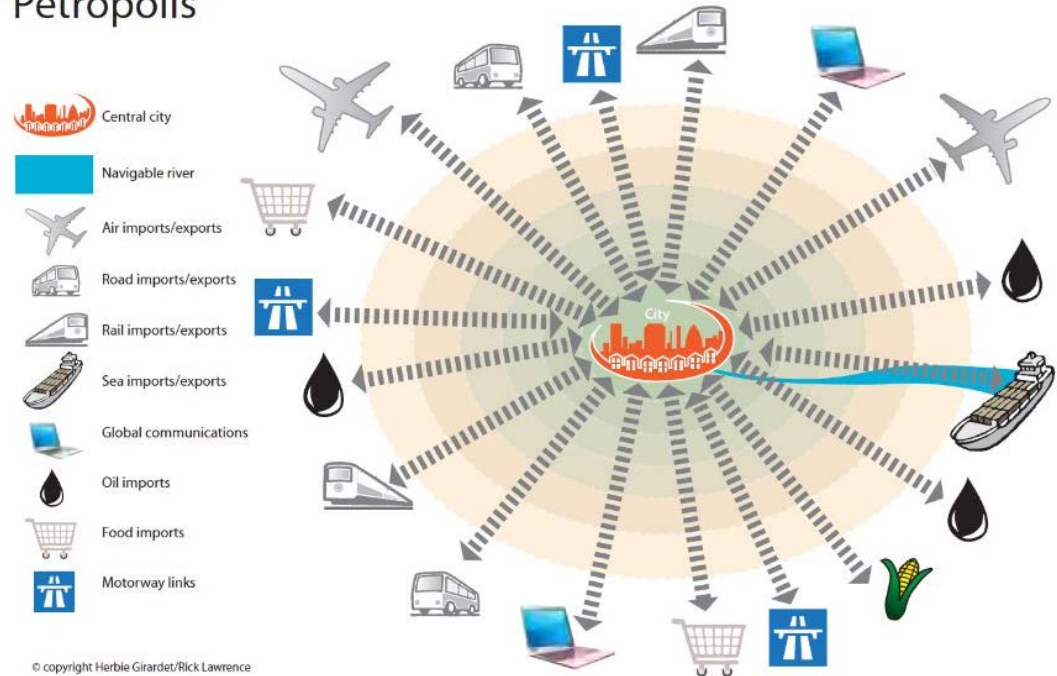 Petropolis
Central city
Navigable river
Air imports/exports
Road imports/exports
Rail imports/exports
Sea imports/exports
Global communications
Oil imports
Food imports
Motorway links
City
© copyright Herbie Girardet/Rick Lawrence